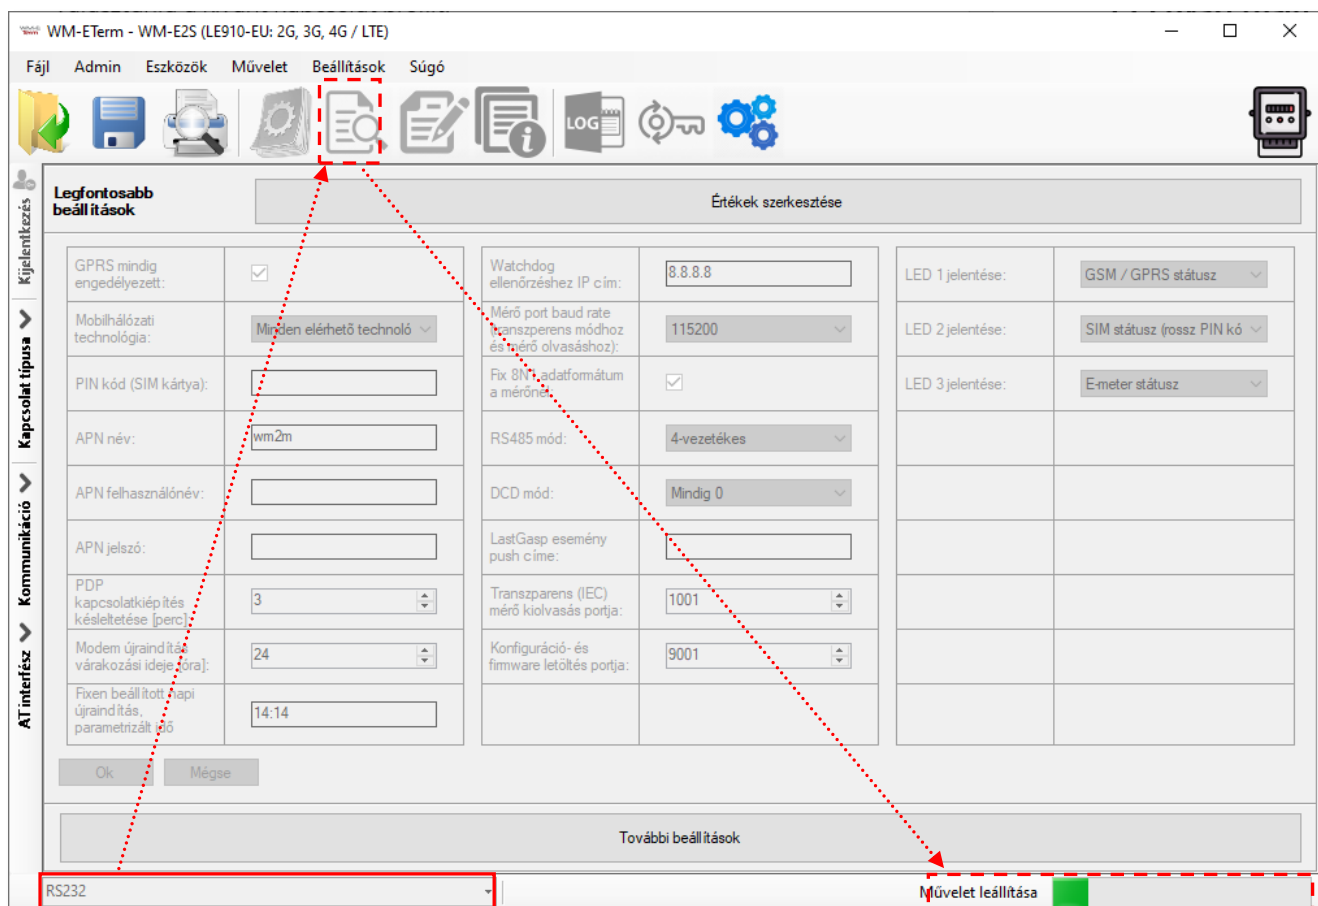 WM-ETerm - WM-E2S (LE910-EU: 2G, 3G, 4G / LTE)
Fájl Admin Eszközök Művelet Beállítások Súgó
LOG
Kijelentkezés
Kapcsolat típusa
Kommunikáció
AT interfész
Legfontosabb
beállítások
Értékek szerkesztése
GPRS mindig
engedélyezett:
Mobilhálózati
technológia:
Minden elérhető technoló
PIN kód (SIM kártya):
APN név:
wm2m
APN felhasználónév:
APN jelszó:
PDP
kapcsolatkiépítés
késleltetése [perc]:
3
Modem újraindítás
várakozási ideje [óra]:
24
Fixen beállított napi
újraindítás,
parametrizált idő
14:14
Watchdog
ellenőrzéshez IP cím:
8.8.8.8
Mérő port baud rate
(transzperens módhoz
és mérő olvasáshoz):
115200
Fix 8N1 adatformátum
a mérőnél:
RS485 mód:
4-vezetékes
DCD mód:
Mindig 0
LastGasp esemény
push címe:
Transzparens (IEC)
mérő kiolvasás portja:
1001
Konfiguráció- és
firmware letöltés portja:
9001
LED 1 jelentése:
GSM / GPRS státusz
LED 2 jelentése:
SIM státusz (rossz PIN kó
LED 3 jelentése:
E-meter státusz
Ok Mégse
További beállítások
RS232
Művelet leállítása